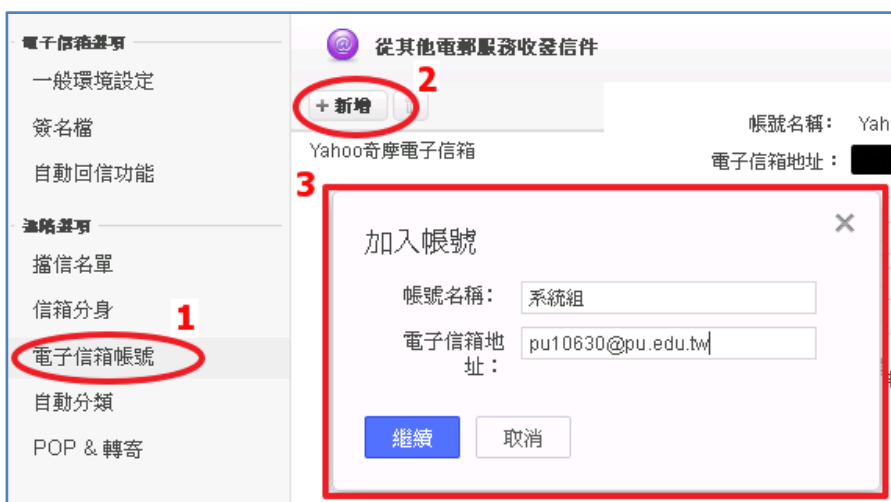 電子信箱選項
一般環境設定
簽名檔
自動回信功能
進階選項
擋信名單
信箱分身
1
電子信箱帳號
自動分類
POP & 轉寄
@ 從其他電郵服務收發信件
2
+ 新增
Yahoo奇摩電子信箱
帳號名稱： Yah
電子信箱地址：
3
加入帳號 ×
帳號名稱： 系統組
電子信箱地址： pu10630@pu.edu.tw
繼續 取消